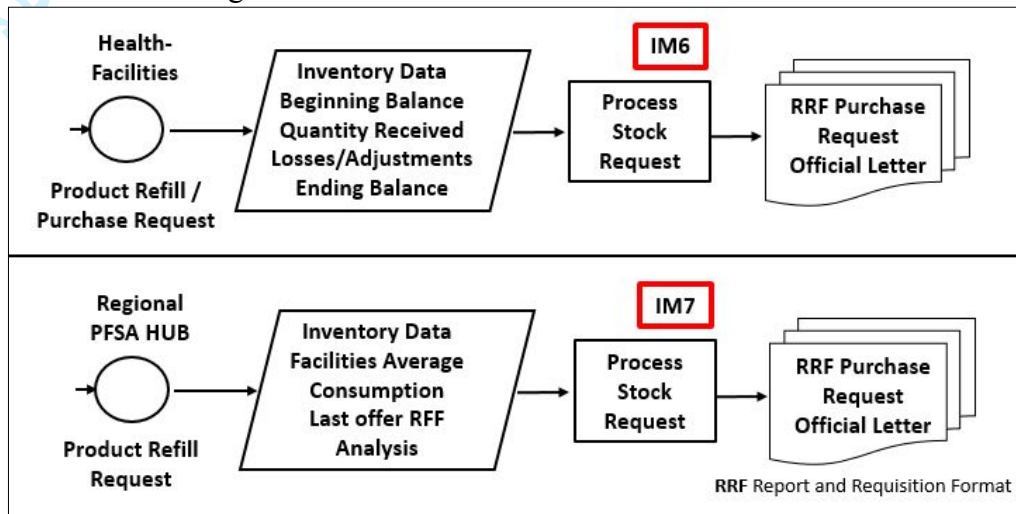 Health-
Facilities
Product Refill /
Purchase Request
Inventory Data
Beginning Balance
Quantity Received
Losses/Adjustments
Ending Balance
IM6
Process
Stock
Request
RRF Purchase
Request
Official Letter
Regional
PFSA HUB
Product Refill
Request
Inventory Data
Facilities Average
Consumption
Last offer RFF
Analysis
IM7
Process
Stock
Request
RRF Purchase
Request
Official Letter
RRF Report and Requisition Format